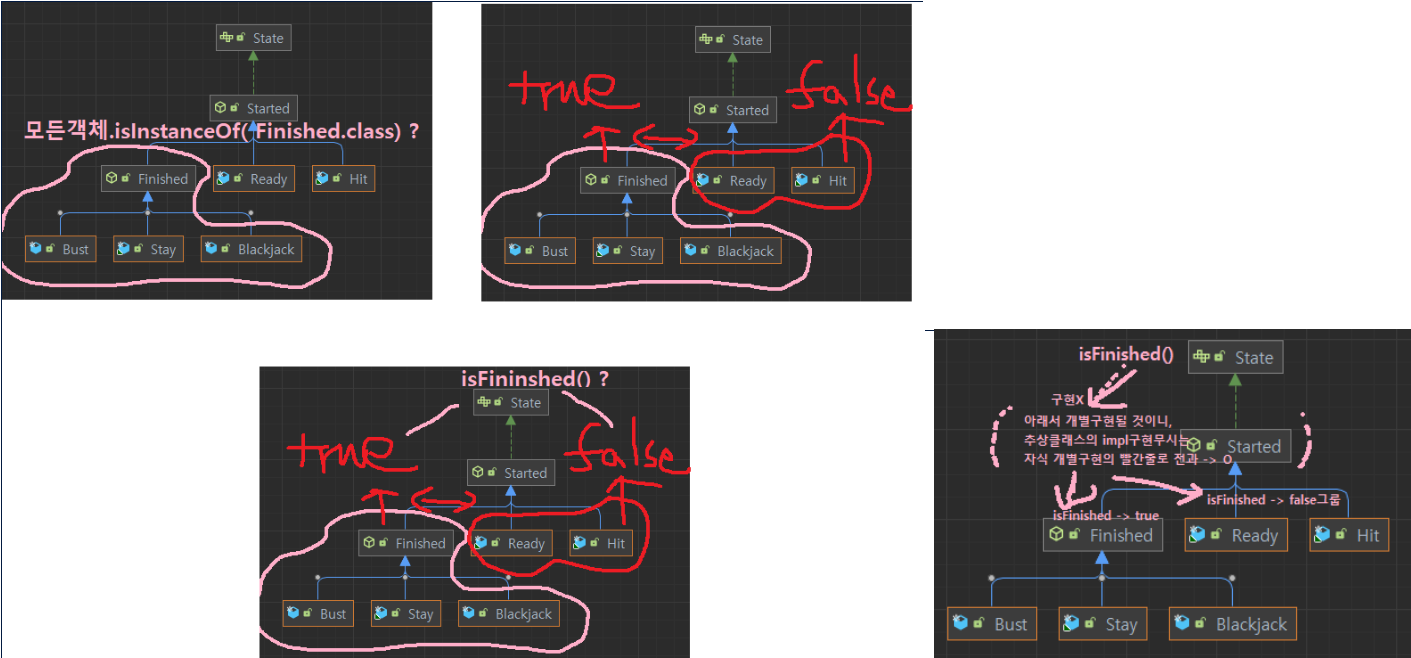 State
Started
모든객체.isInstanceOf( Finished.class) ?
Finished
Ready
Hit
Bust
Stay
Blackjack
State
true
false
Started
Finished
Ready
Hit
Bust
Stay
Blackjack
isFininshed() ?
State
true
false
Started
Finished
Ready
Hit
Bust
Stay
Blackjack
isFinished()
State
구현X
아래서 개별구현될 것이니,
추상클래스의 impl구현무시는
Started
자식 개별구현의 빨간줄로 전과 -> O
isFinished -> false그룹
isFinished -> true
Finished
Ready
Hit
Bust
Stay
Blackjack